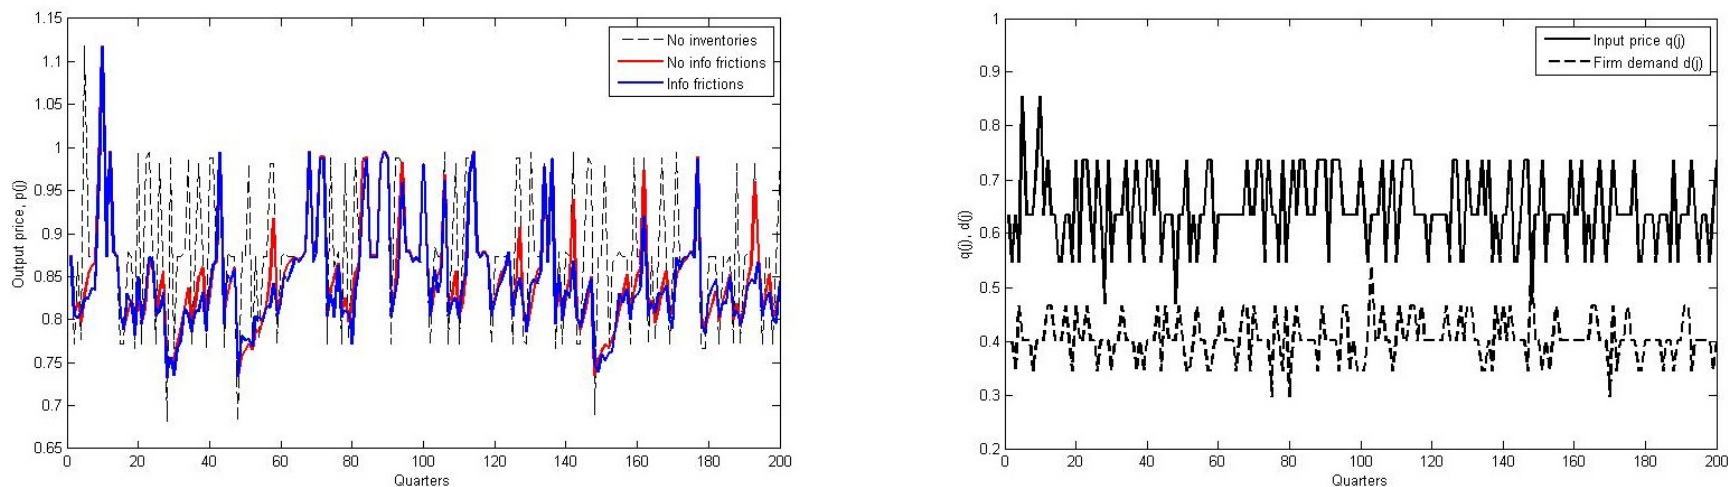 1.15
1.1
1.05
1
0.95
0.9
0.85
0.8
0.75
0.7
0.65
Output price, p(j)
No inventories
No info frictions
Info frictions
0 20 40 60 80 100 120 140 160 180 200
Quarters
1
0.9
0.8
0.7
0.6
0.5
0.4
0.3
0.2
q(j), d(j)
Input price q(j)
Firm demand d(j)
0 20 40 60 80 100 120 140 160 180 200
Quarters